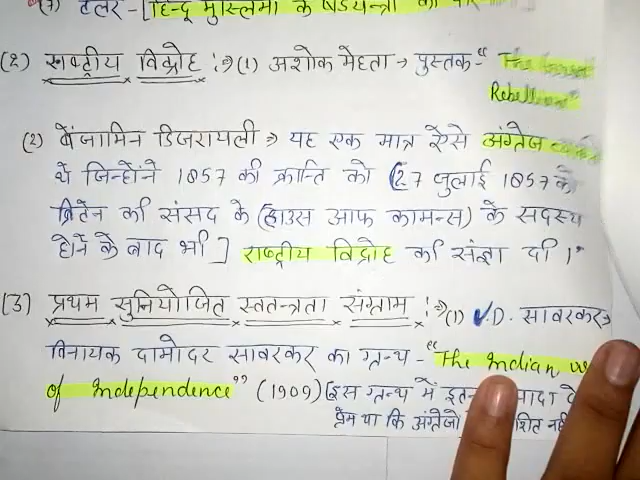 (1) टेलर - [हिन्दू मुस्लिमो के षडयन्त्रो का
(2) राष्ट्रीय विद्रोह :⇒ (1) अशोक मेहता → पुस्तक - "The
Rebellion"
(2) बेंजामिन डिजरायली ⇒ यह एक मात्र ऐसे अंग्रेज
थे जिन्होंने 1857 की क्रान्ति को (27 जुलाई 1857 को
ब्रिटेन की संसद के (हाउस आफ कामन्स) के सदस्य
होने के बाद भी] राष्ट्रीय विद्रोह की संज्ञा दी।
(3) प्रथम सुनियोजित स्वतन्त्रता संग्राम :⇒ (1) V.D. सावरकर→
विनायक दामोदर सावरकर का ग्रन्थ - "The Indian
of Independence" (1909) [इस ग्रन्थ में
प्रेम था कि अंग्रेजो